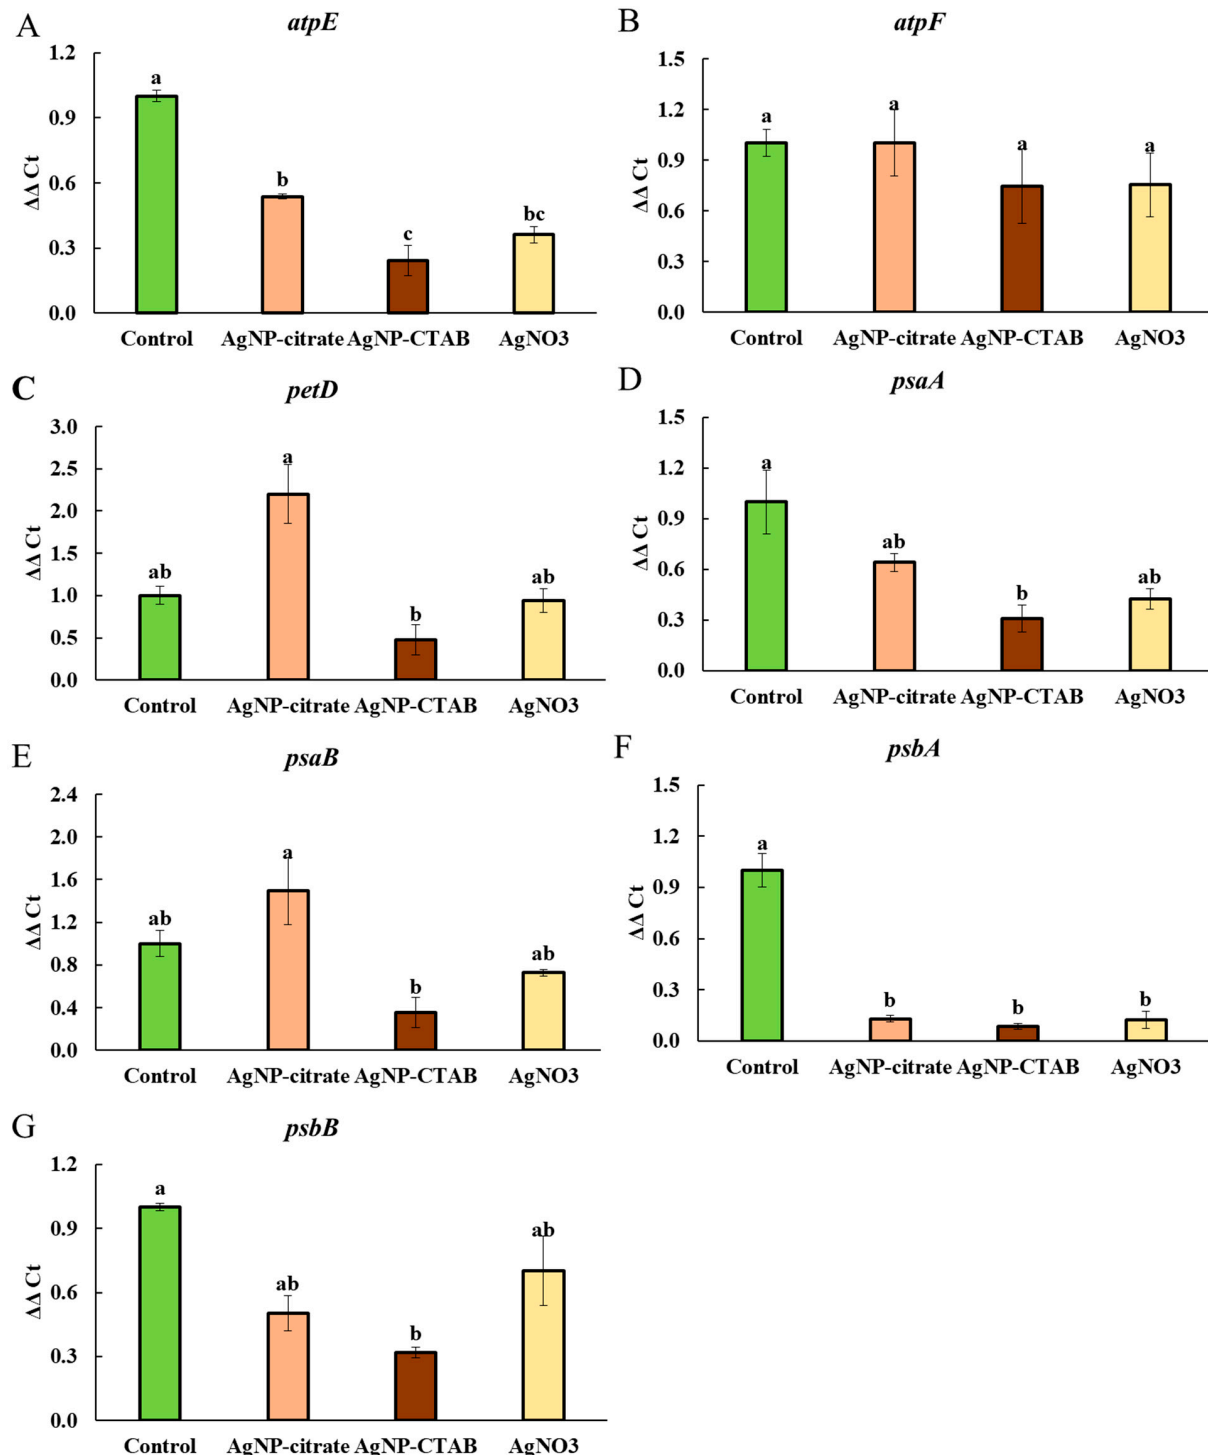 A
atpE
ΔΔ Ct
1.2
0.9
0.6
0.3
0.0
a
b
c
bc
Control AgNP-citrate AgNP-CTAB AgNO3
B
atpF
ΔΔ Ct
1.5
1.2
0.9
0.6
0.3
0.0
a
a
a
a
Control AgNP-citrate AgNP-CTAB AgNO3
C
petD
ΔΔ Ct
3.0
2.5
2.0
1.5
1.0
0.5
0.0
ab
a
b
ab
Control AgNP-citrate AgNP-CTAB AgNO3
D
psaA
ΔΔ Ct
1.5
1.2
0.9
0.6
0.3
0.0
a
ab
b
ab
Control AgNP-citrate AgNP-CTAB AgNO3
E
psaB
ΔΔ Ct
2.4
2.0
1.6
1.2
0.8
0.4
0.0
ab
a
b
ab
Control AgNP-citrate AgNP-CTAB AgNO3
F
psbA
ΔΔ Ct
1.5
1.2
0.9
0.6
0.3
0.0
a
b
b
b
Control AgNP-citrate AgNP-CTAB AgNO3
G
psbB
ΔΔ Ct
1.2
0.9
0.6
0.3
0.0
a
ab
b
ab
Control AgNP-citrate AgNP-CTAB AgNO3